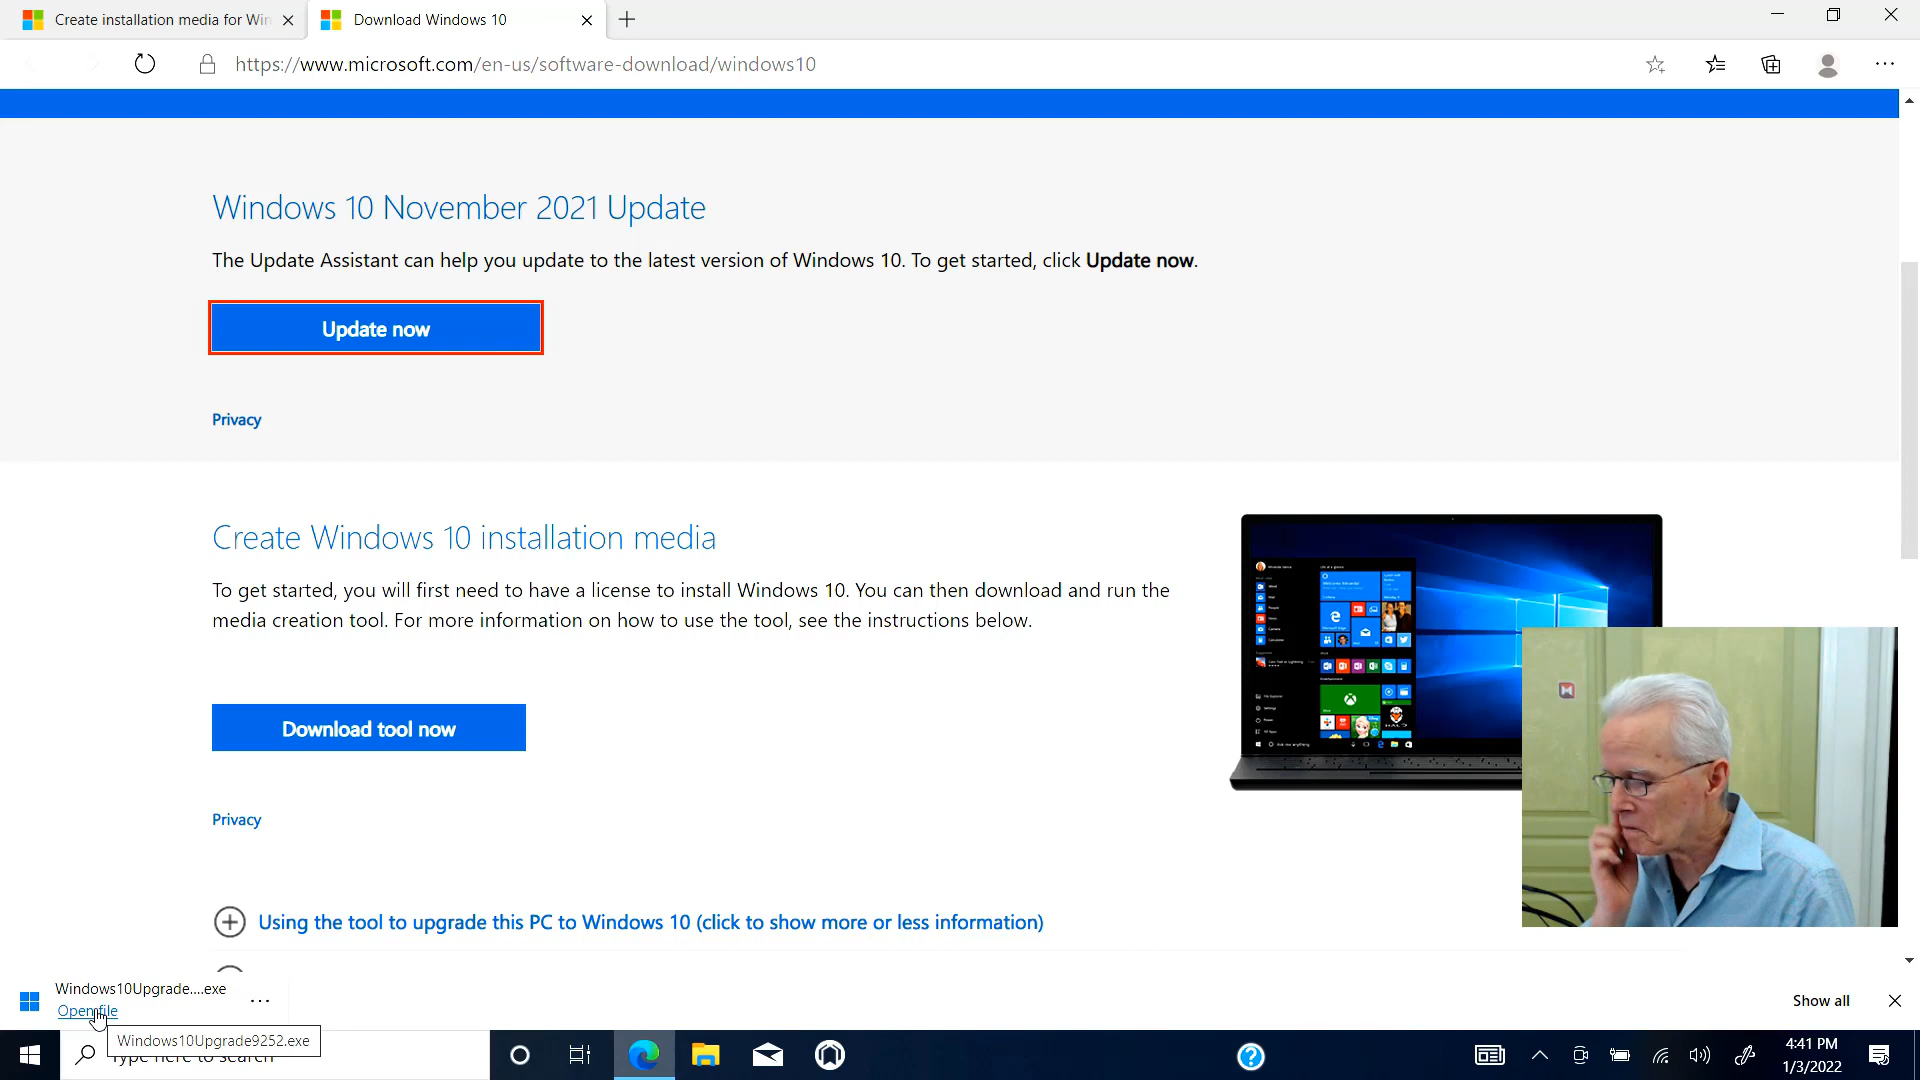 Create installation media for Win
Download Windows 10
https://www.microsoft.com/en-us/software-download/windows10
Windows 10 November 2021 Update
The Update Assistant can help you update to the latest version of Windows 10. To get started, click Update now.
Update now
Privacy
Create Windows 10 installation media
To get started, you will first need to have a license to install Windows 10. You can then download and run the
media creation tool. For more information on how to use the tool, see the instructions below.
Download tool now
Privacy
Using the tool to upgrade this PC to Windows 10 (click to show more or less information)
Windows10Upgrade....exe
Open file
Show all
Windows10Upgrade9252.exe
Type here to search
4:41 PM
1/3/2022